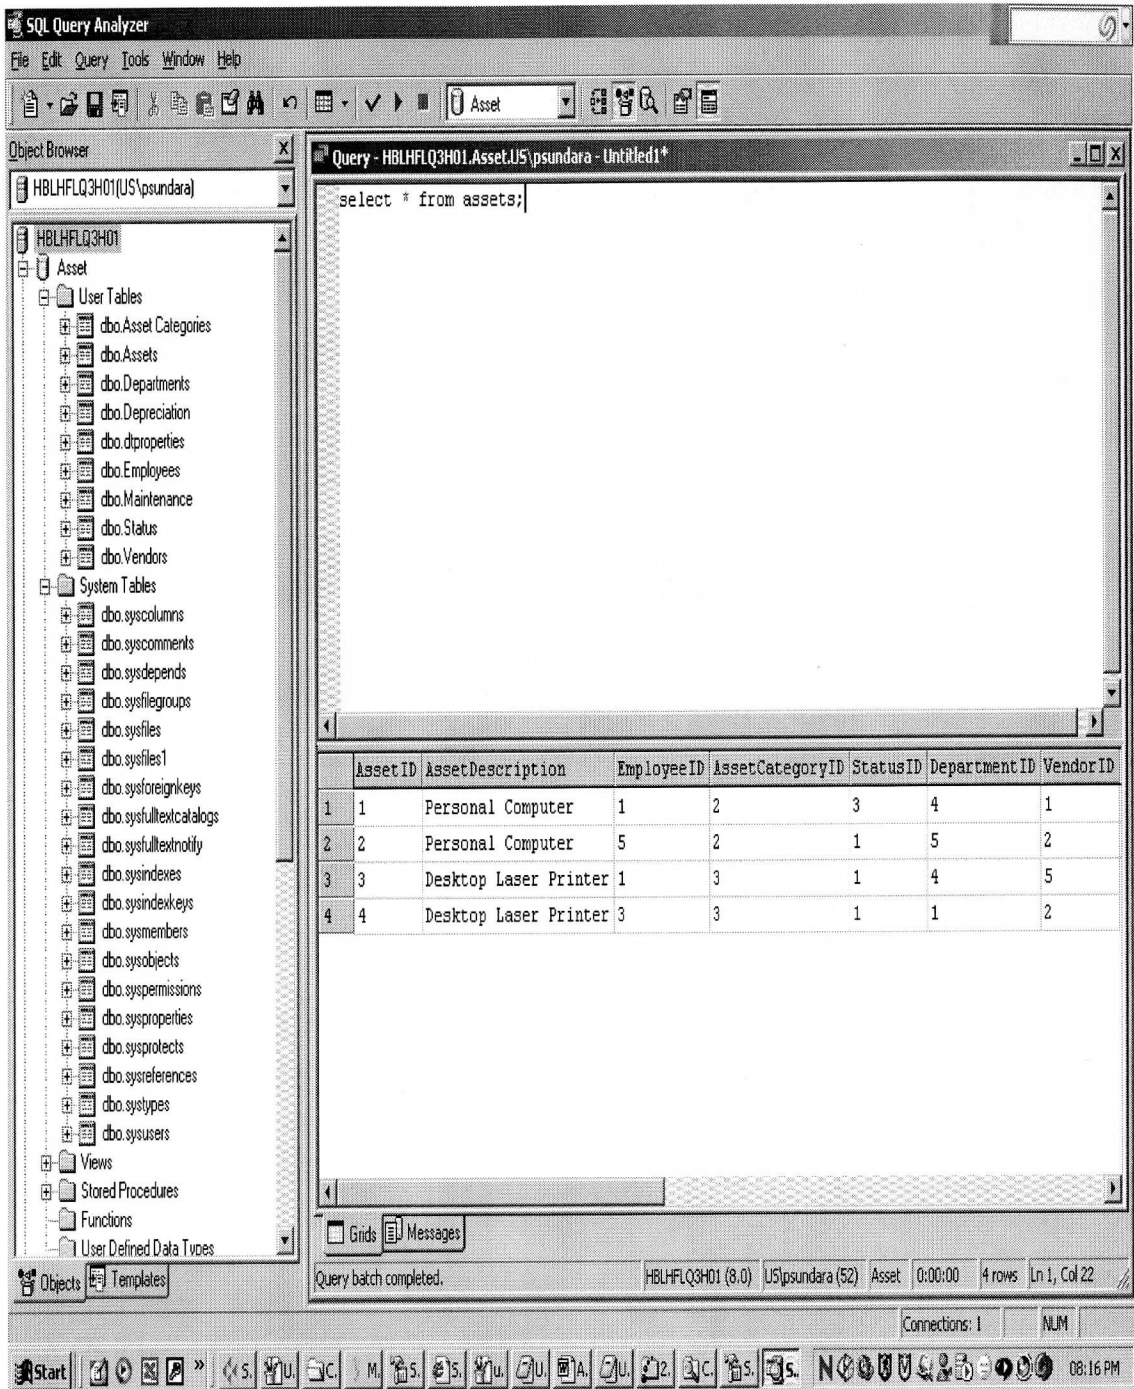 SQL Query Analyzer
File Edit Query Tools Window Help
Asset
Object Browser
HBLHFLQ3H01(US\psundara)
HBLHFLQ3H01
Asset
User Tables
dbo.Asset Categories
dbo.Assets
dbo.Departments
dbo.Depreciation
dbo.dtproperties
dbo.Employees
dbo.Maintenance
dbo.Status
dbo.Vendors
System Tables
dbo.syscolumns
dbo.syscomments
dbo.sysdepends
dbo.sysfilegroups
dbo.sysfiles
dbo.sysfiles1
dbo.sysforeignkeys
dbo.sysfulltextcatalogs
dbo.sysfulltextnotify
dbo.sysindexes
dbo.sysindexkeys
dbo.sysmembers
dbo.sysobjects
dbo.syspermissions
dbo.sysproperties
dbo.sysprotects
dbo.sysreferences
dbo.systypes
dbo.sysusers
Views
Stored Procedures
Functions
User Defined Data Types
Objects Templates
Query - HBLHFLQ3H01.Asset.US\psundara - Untitled1*
select * from assets;
AssetID AssetDescription EmployeeID AssetCategoryID StatusID DepartmentID VendorID
1 1 Personal Computer 1 2 3 4 1
2 2 Personal Computer 5 2 1 5 2
3 3 Desktop Laser Printer 1 3 1 4 5
4 4 Desktop Laser Printer 3 3 1 1 2
Grids Messages
Query batch completed. HBLHFLQ3H01 (8.0) US\psundara (52) Asset 0:00:00 4 rows Ln 1, Col 22
Connections: 1 NUM
Start » S. U. C. M. S. S. U. U. A. U. 2. C. S. S. 08:16 PM